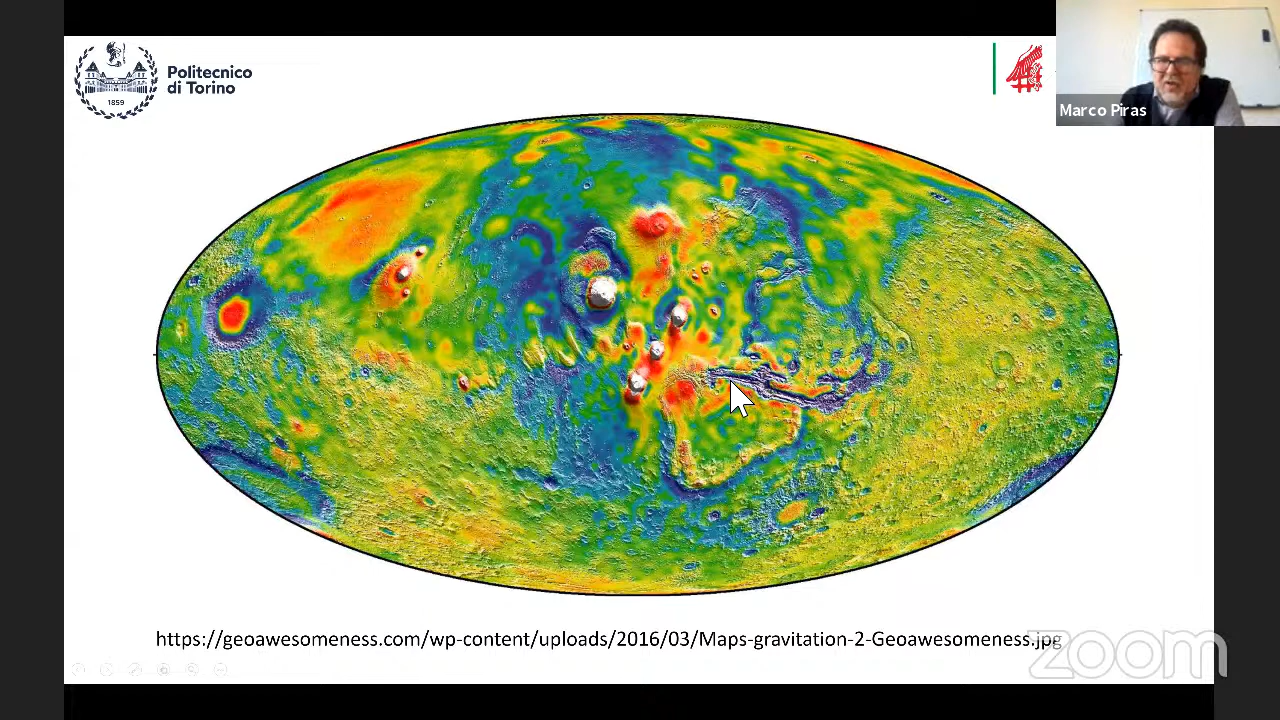 Politecnico
di Torino
1859
Marco Piras
https://geoawesomeness.com/wp-content/uploads/2016/03/Maps-gravitation-2-Geoawesomeness.jpg
zoom